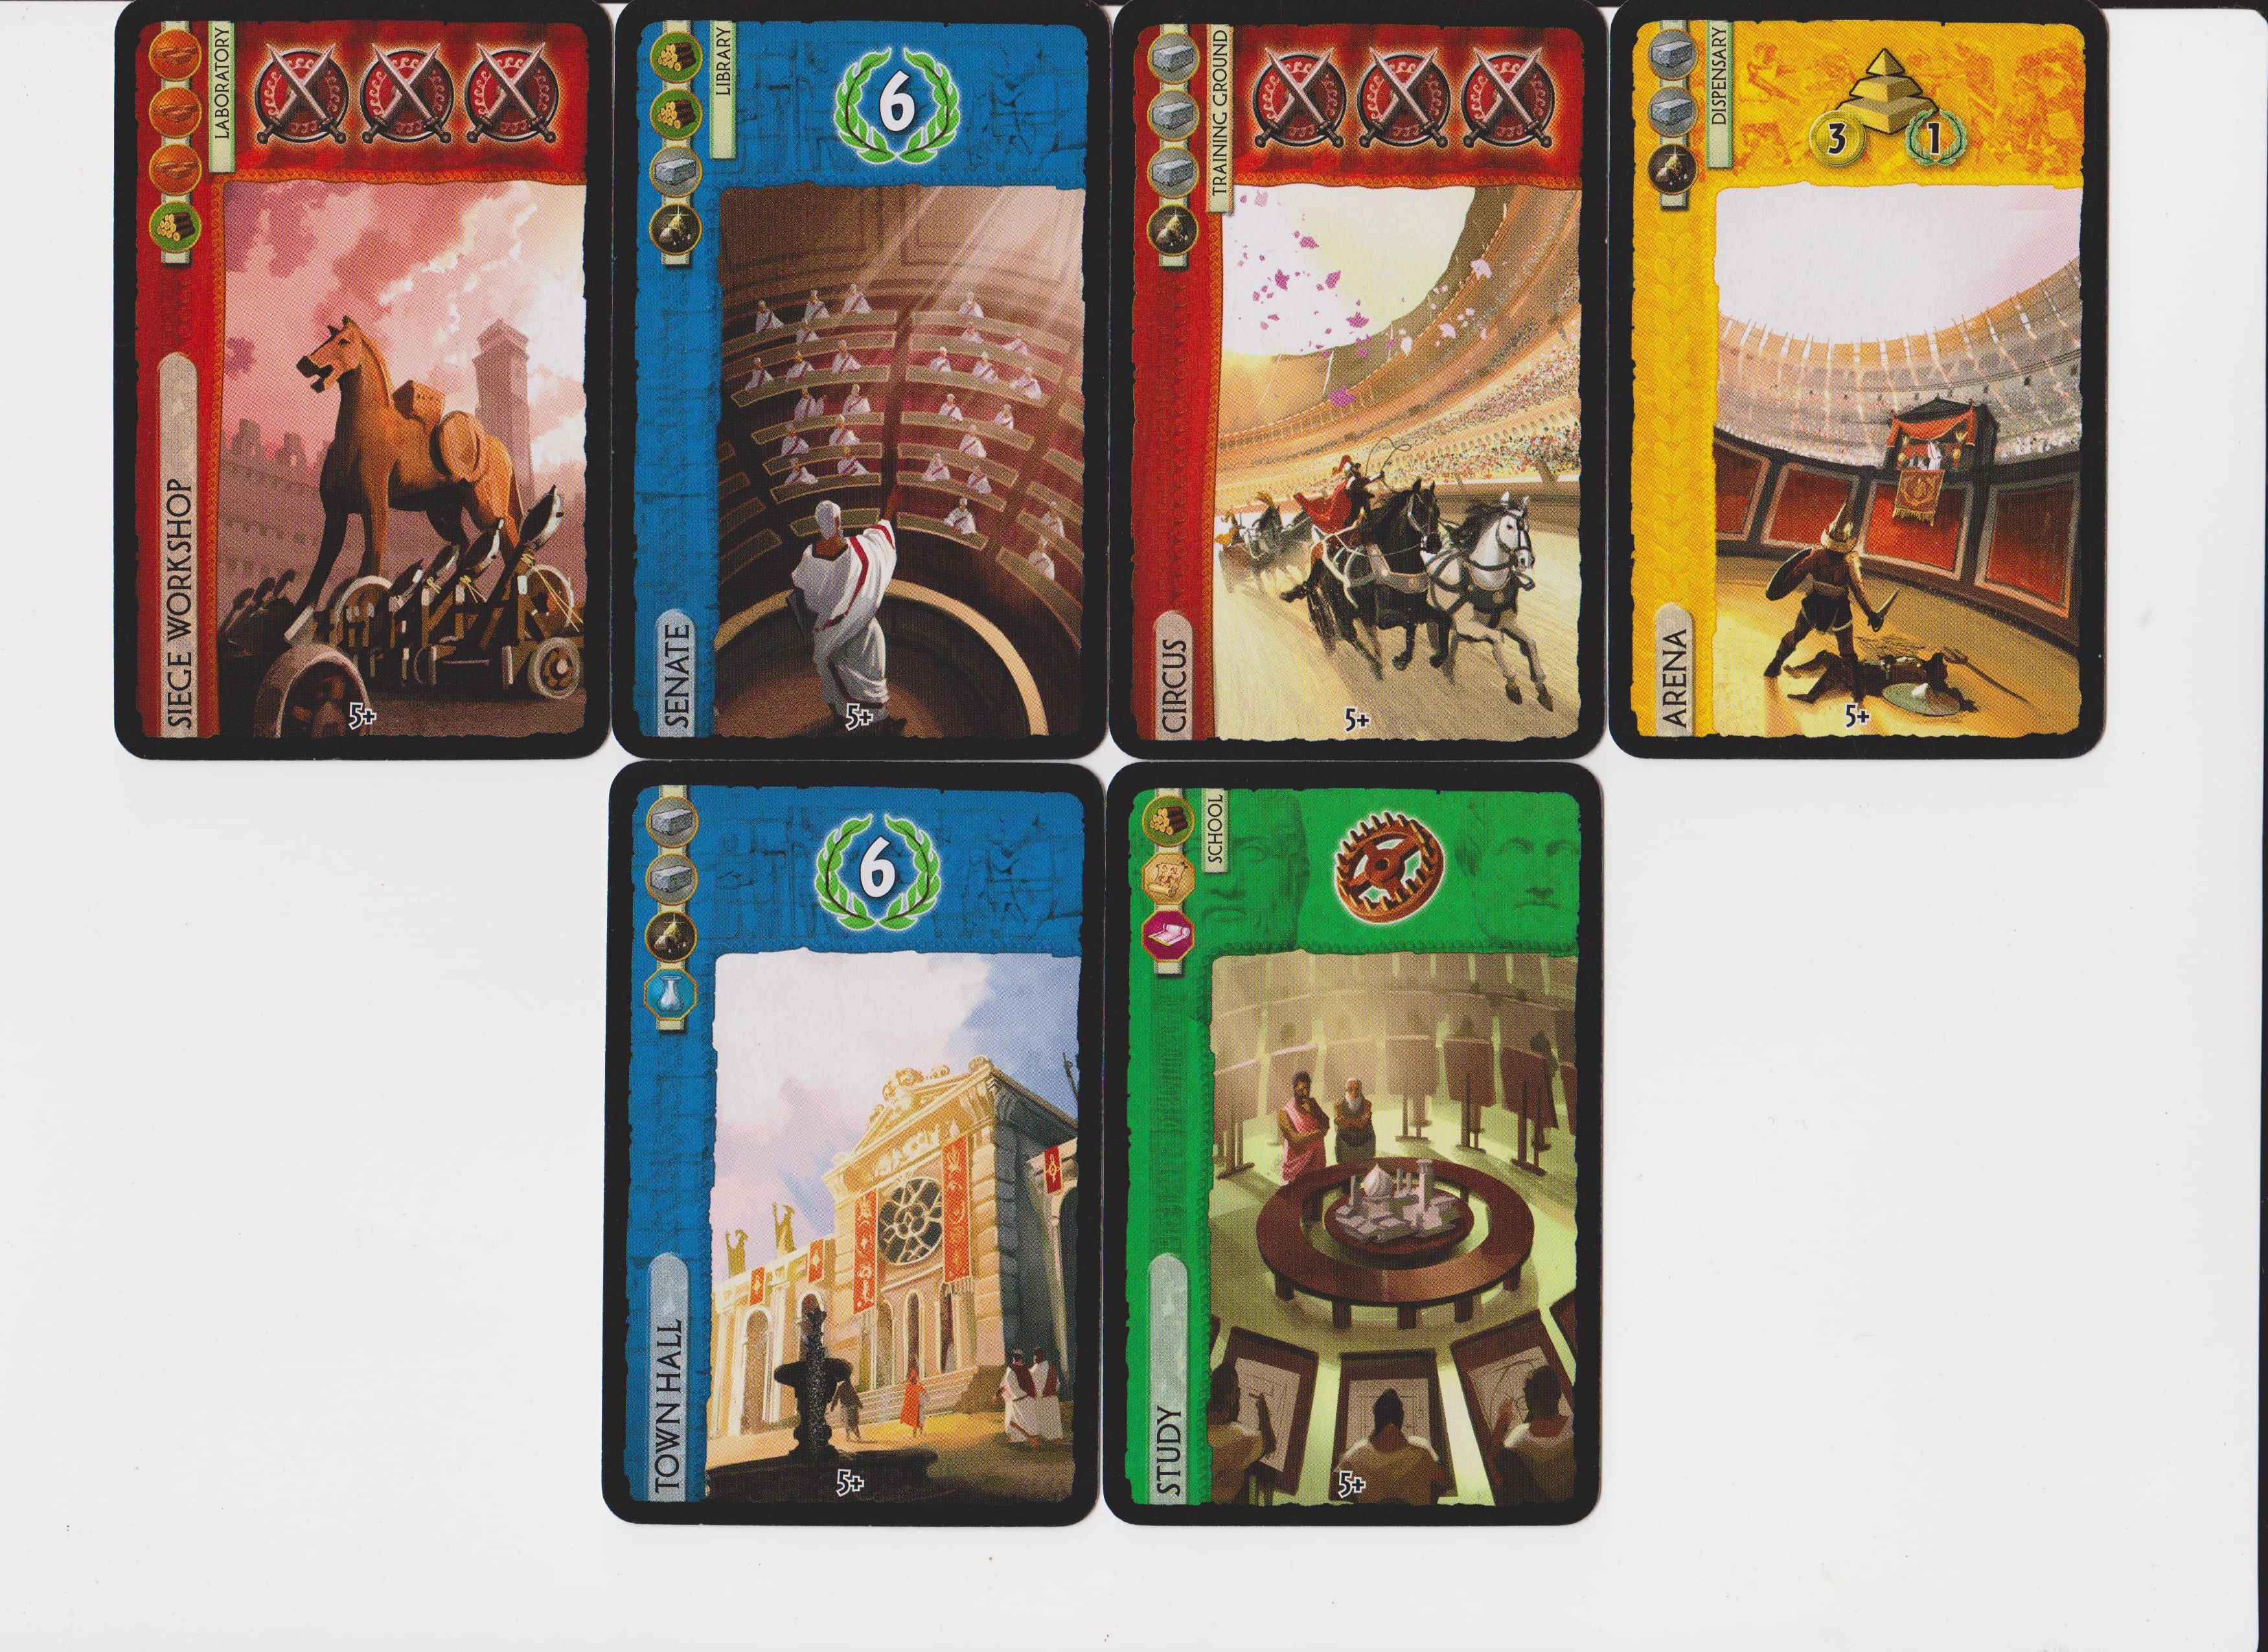 LABORATORY
SIEGE WORKSHOP
5+
LIBRARY
6
SENATE
5+
TRAINING GROUND
CIRCUS
5+
DISPENSARY
3
1
ARENA
5+
6
TOWN HALL
5+
SCHOOL
STUDY
5+